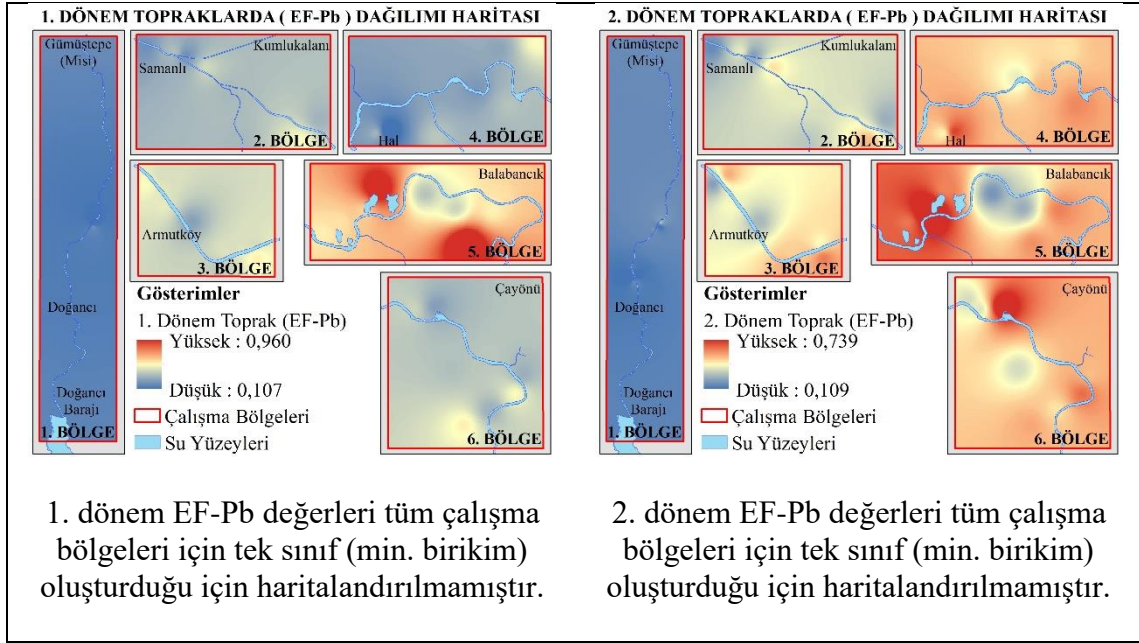 1. DÖNEM TOPRAKLARDA ( EF-Pb ) DAĞILIMI HARİTASI
Gümüştepe
(Misi)
Kumlukalanı
Samanlı
2. BÖLGE
Hal
4. BÖLGE
Armutköy
3. BÖLGE
Balabancık
5. BÖLGE
Doğancı
Doğancı
Barajı
1. BÖLGE
Gösterimler
1. Dönem Toprak (EF-Pb)
Yüksek : 0,960
Düşük : 0,107
Çalışma Bölgeleri
Su Yüzeyleri
Çayönü
6. BÖLGE
1. dönem EF-Pb değerleri tüm çalışma
bölgeleri için tek sınıf (min. birikim)
oluşturduğu için haritalandırılmamıştır.
2. DÖNEM TOPRAKLARDA ( EF-Pb ) DAĞILIMI HARİTASI
Gümüştepe
(Misi)
Kumlukalanı
Samanlı
2. BÖLGE
Hal
4. BÖLGE
Armutköy
3. BÖLGE
Balabancık
5. BÖLGE
Doğancı
Doğancı
Barajı
1. BÖLGE
Gösterimler
2. Dönem Toprak (EF-Pb)
Yüksek : 0,739
Düşük : 0,109
Çalışma Bölgeleri
Su Yüzeyleri
Çayönü
6. BÖLGE
2. dönem EF-Pb değerleri tüm çalışma
bölgeleri için tek sınıf (min. birikim)
oluşturduğu için haritalandırılmamıştır.